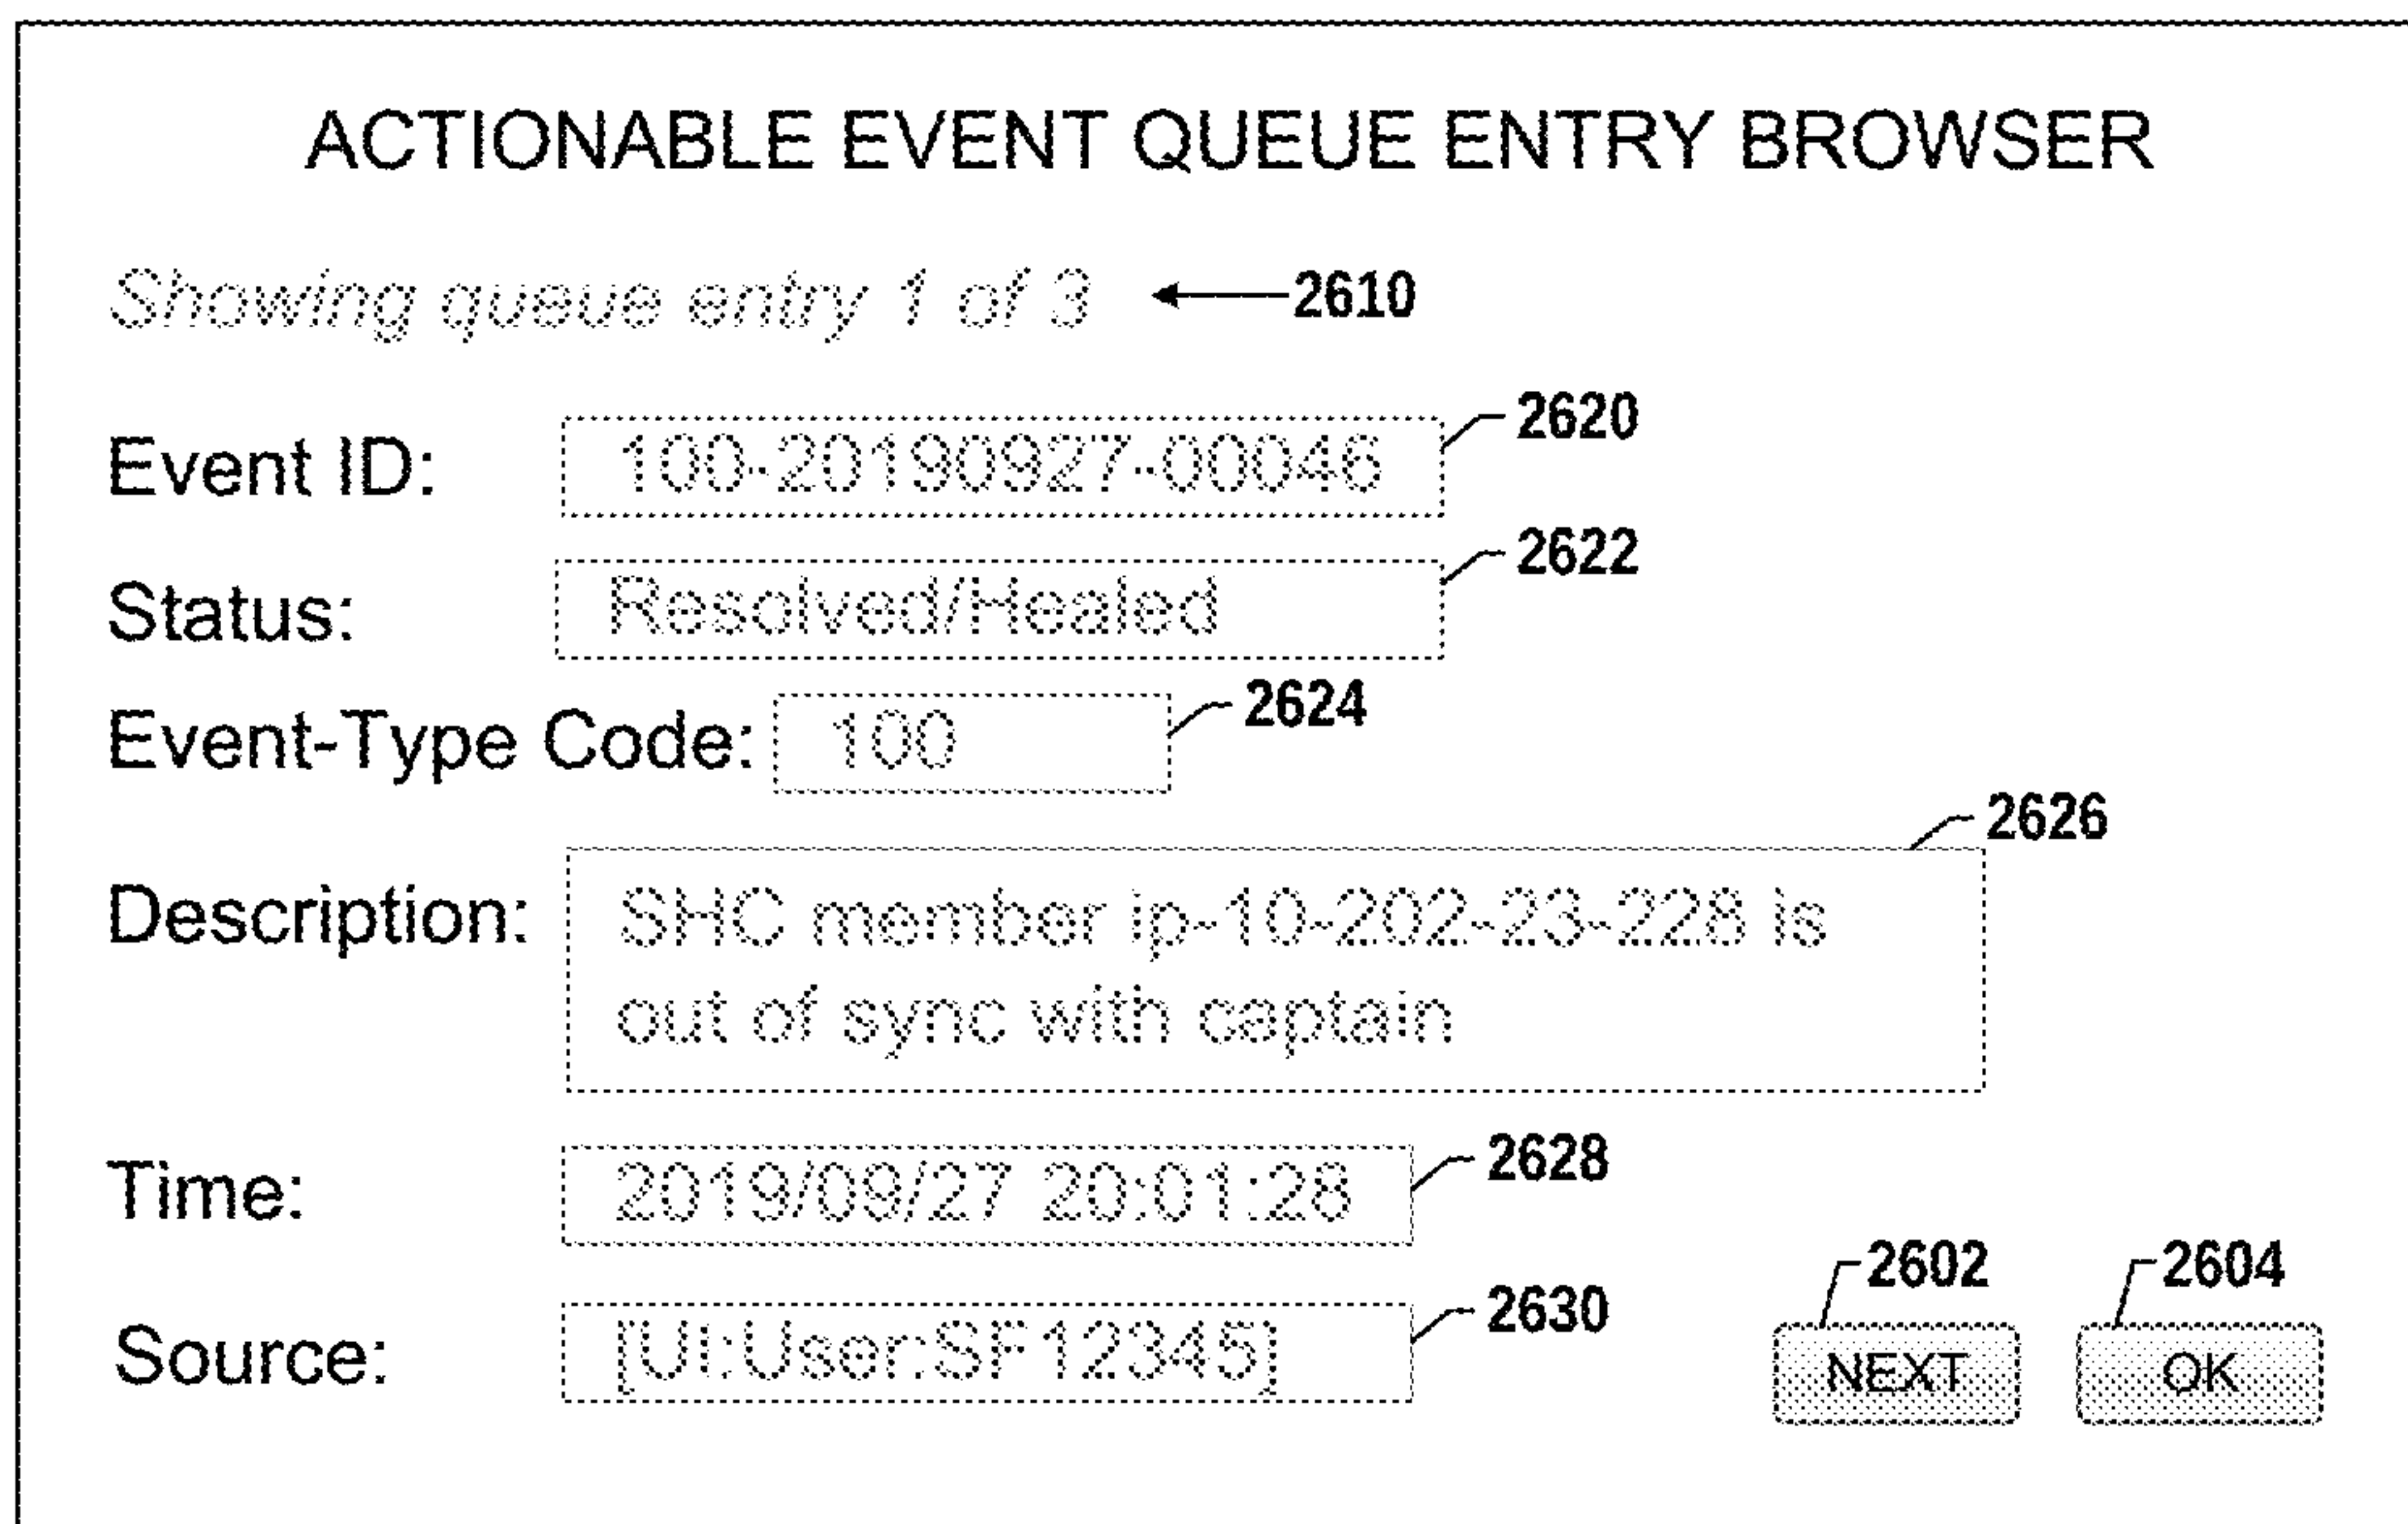 ACTIONABLE EVENT QUEUE ENTRY BROWSER
Showing queue entry 1 of 3 2610
Event ID: 100-20190927-00046 2620
Status: Resolved/Healed 2622
Event-Type Code: 100 2624
2626
Description: SHC member ip-10-202-23-228 is
out of sync with captain
Time: 2019/09/27 20:01:28 2628
2602 2604
Source: [UI:User:SF12345] 2630
NEXT OK